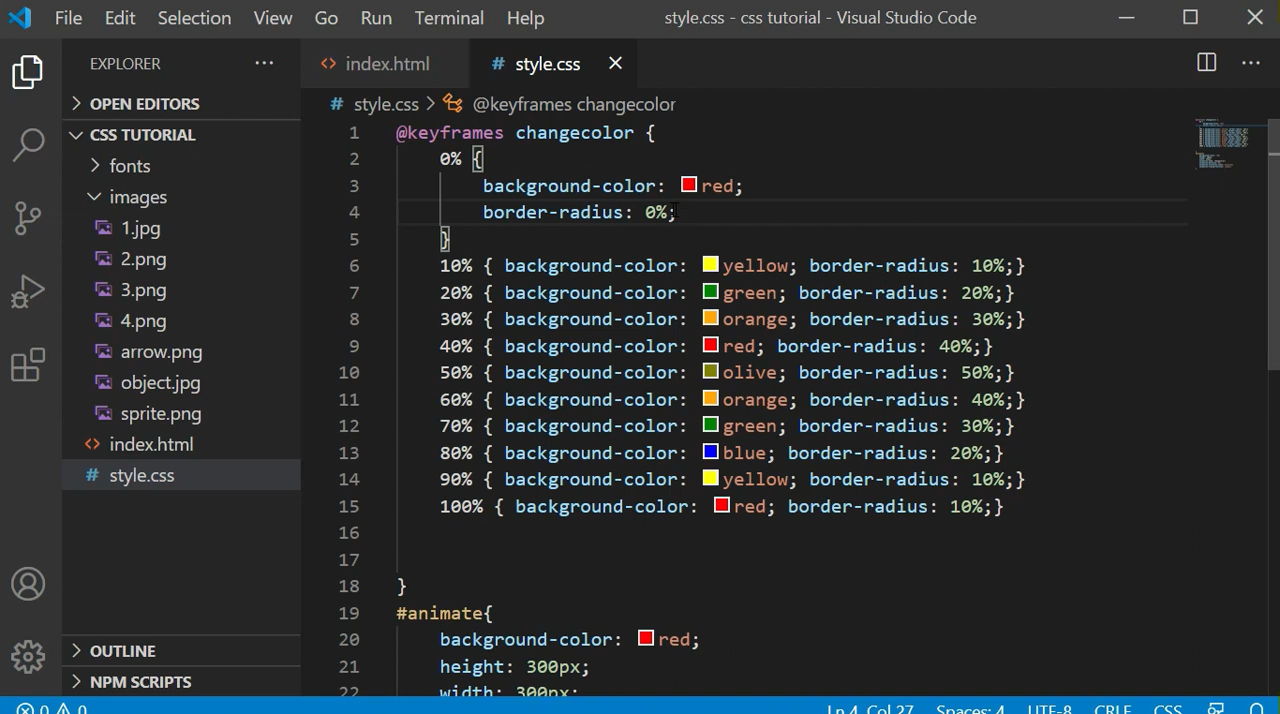 File Edit Selection View Go Run Terminal Help style.css - css tutorial - Visual Studio Code
EXPLORER
index.html
# style.css
OPEN EDITORS
# style.css > @keyframes changecolor
CSS TUTORIAL
fonts
images
1.jpg
2.png
3.png
4.png
arrow.png
object.jpg
sprite.png
index.html
# style.css
OUTLINE
NPM SCRIPTS
1 @keyframes changecolor {
2 0% {
3 background-color: red;
4 border-radius: 0%;
5 }
6 10% { background-color: yellow; border-radius: 10%;}
7 20% { background-color: green; border-radius: 20%;}
8 30% { background-color: orange; border-radius: 30%;}
9 40% { background-color: red; border-radius: 40%;}
10 50% { background-color: olive; border-radius: 50%;}
11 60% { background-color: orange; border-radius: 40%;}
12 70% { background-color: green; border-radius: 30%;}
13 80% { background-color: blue; border-radius: 20%;}
14 90% { background-color: yellow; border-radius: 10%;}
15 100% { background-color: red; border-radius: 10%;}
16
17
18 }
19 #animate{
20 background-color: red;
21 height: 300px;
22 width: 300px;
0 0 Ln 4, Col 27 Spaces: 4 UTF-8 CRLF CSS